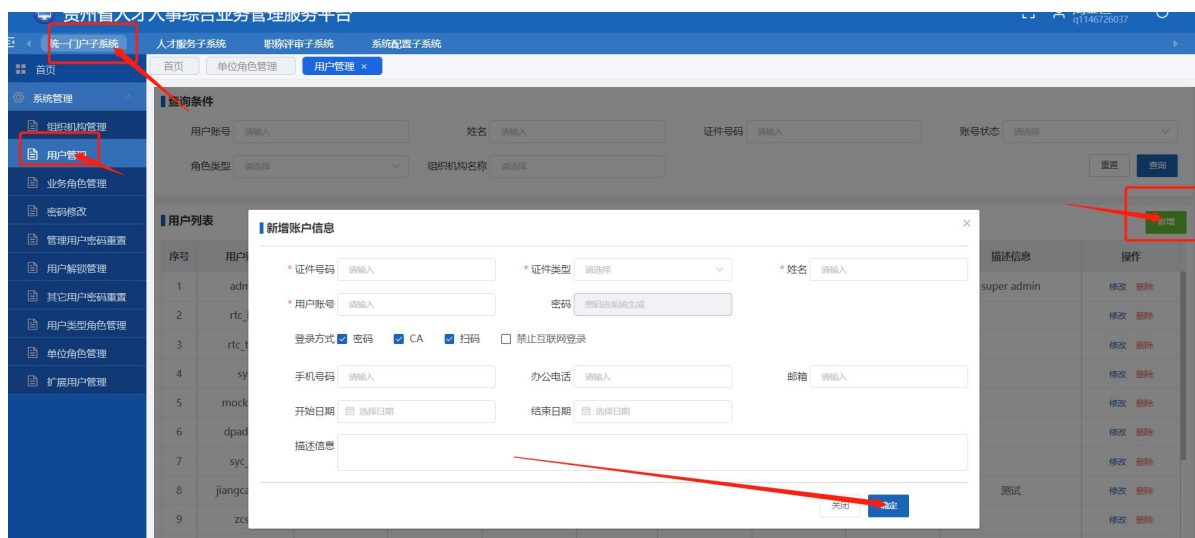 贵州省人才人事综合业务管理服务平台
q1146726037
统一门户子系统 人才服务子系统 职称评审子系统 系统配置子系统
首页 首页 单位角色管理 用户管理 ×
系统管理
查询条件
组织机构管理
用户账号 请输入 姓名 请输入 证件号码 请输入 账号状态 请选择
用户管理
角色类型 请选择 组织机构名称 请选择 重置 查询
业务角色管理
密码修改
用户列表 新增
新增账户信息 ×
管理用户密码重置
序号 描述信息 操作
用户解锁管理
* 证件号码 请输入 * 证件类型 请选择 * 姓名 请输入
1 adm super admin 修改 删除
其它用户密码重置
* 用户账号 请输入 密码 密码由系统生成
2 rtc_ 修改 删除
用户类型角色管理
登录方式 密码 CA 扫码 禁止互联网登录
3 rtc_t 修改 删除
单位角色管理
手机号码 请输入 办公电话 请输入 邮箱 请输入
4 sy 修改 删除
扩展用户管理
开始日期 选择日期 结束日期 选择日期
5 mock 修改 删除
6 dpad 修改 删除
描述信息
7 syc_ 修改 删除
8 jiangca 测试 修改 删除
关闭 确定
9 zcs 修改 删除